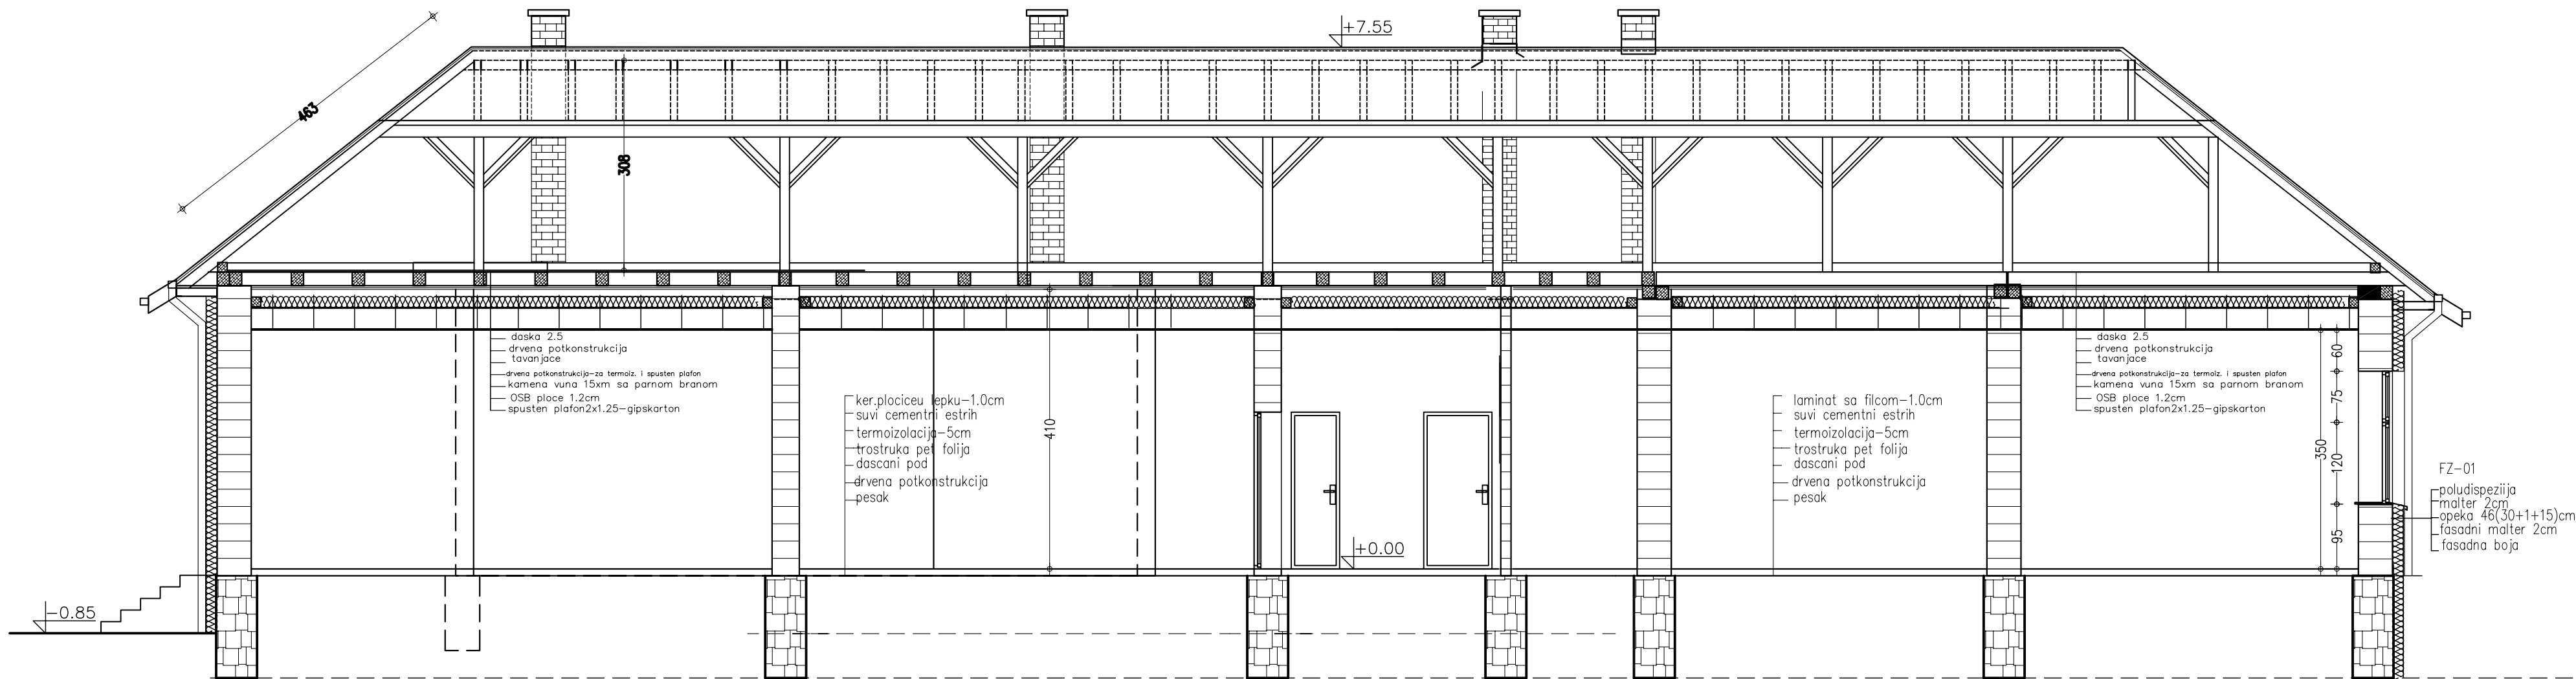 +7.55
463
308
daska 2.5
drvena potkonstrukcija
tavanjace
drvena potkonstrukcija-za termoiz. i spusten plafon
kamena vuna 15xm sa parnom branom
OSB ploce 1.2cm
spusten plafon2x1.25-gipskarton
ker.plociceu lepku-1.0cm
suvi cementni estrih
termoizolacija-5cm
trostruka pet folija
dascani pod
drvena potkonstrukcija
pesak
410
+0.00
laminat sa filcom-1.0cm
suvi cementni estrih
termoizolacija-5cm
trostruka pet folija
dascani pod
drvena potkonstrukcija
pesak
daska 2.5
drvena potkonstrukcija
tavanjace
drvena potkonstrukcija-za termoiz. i spusten plafon
kamena vuna 15xm sa parnom branom
OSB ploce 1.2cm
spusten plafon2x1.25-gipskarton
350
60
75
120
95
FZ-01
poludispeziija
malter 2cm
opeka 46(30+1+15)cm
fasadni malter 2cm
fasadna boja
-0.85